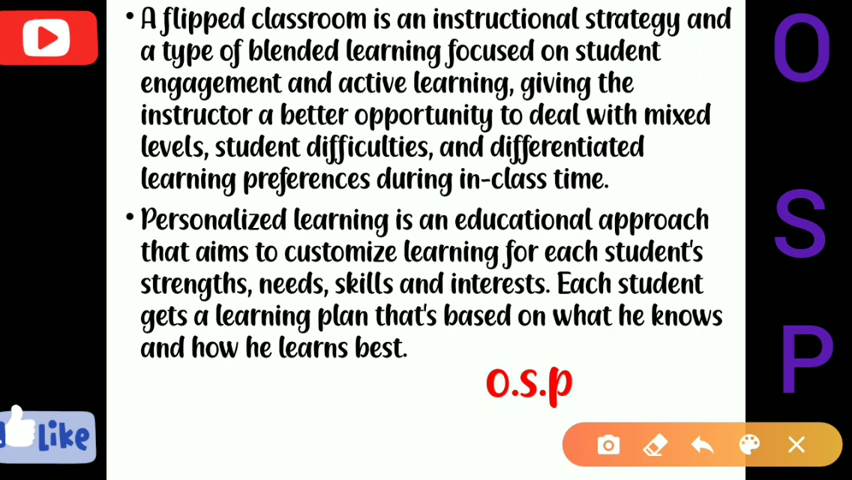 • A flipped classroom is an instructional strategy and
a type of blended learning focused on student
engagement and active learning, giving the
instructor a better opportunity to deal with mixed
levels, student difficulties, and differentiated
learning preferences during in-class time.
• Personalized learning is an educational approach
that aims to customize learning for each student's
strengths, needs, skills and interests. Each student
gets a learning plan that's based on what he knows
and how he learns best.
O.S.P
Like
O
S
P